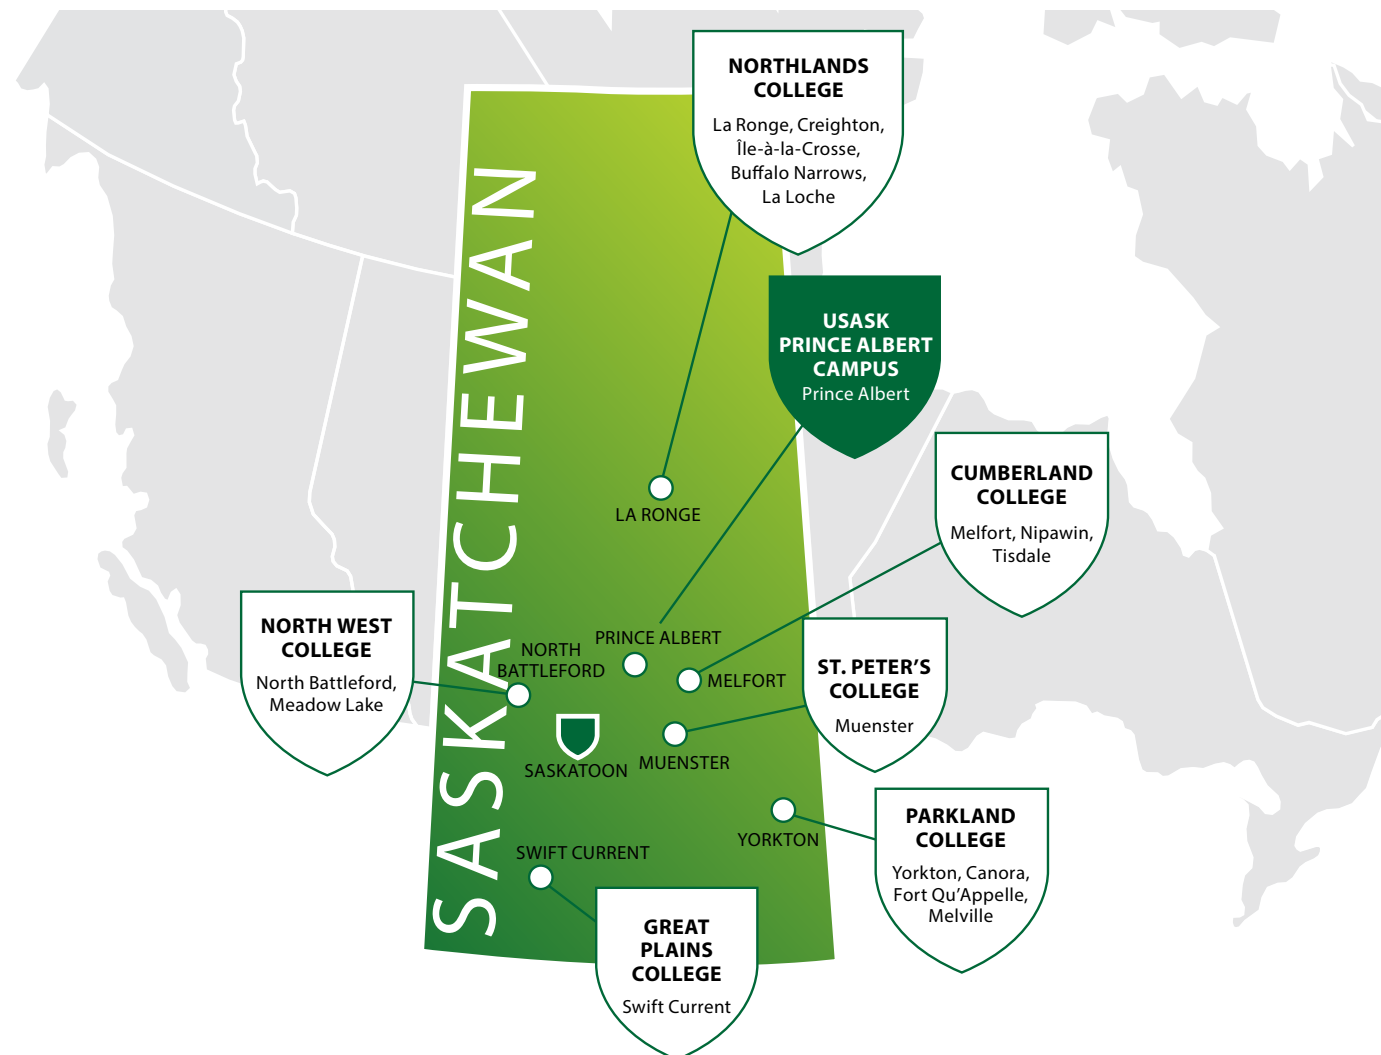 NORTHLANDS
COLLEGE
La Ronge, Creighton,
Île-à-la-Crosse,
Buffalo Narrows,
La Loche
SASKATCHEWAN
USASK
PRINCE ALBERT
CAMPUS
Prince Albert
CUMBERLAND
COLLEGE
Melfort, Nipawin,
Tisdale
LA RONGE
NORTH WEST
COLLEGE
North Battleford,
Meadow Lake
PRINCE ALBERT
NORTH
BATTLEFORD
MELFORT
ST. PETER'S
COLLEGE
Muenster
SASKATOON
MUENSTER
YORKTON
PARKLAND
COLLEGE
Yorkton, Canora,
Fort Qu'Appelle,
Melville
SWIFT CURRENT
GREAT
PLAINS
COLLEGE
Swift Current